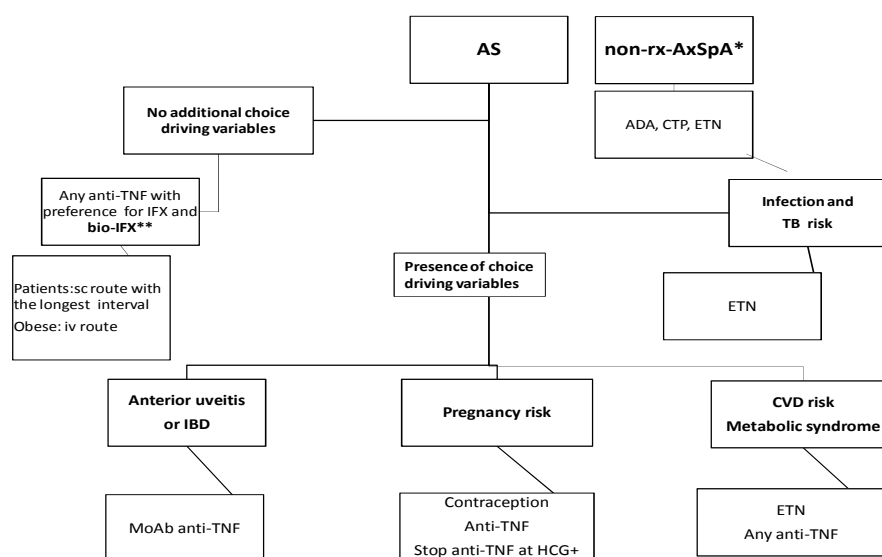 AS
non-rx-AxSpA*
No additional choice
driving variables
ADA, CTP, ETN
Any anti-TNF with
preference for IFX and
bio-IFX**
Infection and
TB risk
Patients:sc route with
the longest interval
Obese: iv route
Presence of choice
driving variables
ETN
Anterior uveitis
or IBD
Pregnancy risk
CVD risk
Metabolic syndrome
MoAb anti-TNF
Contraception
Anti-TNF
Stop anti-TNF at HCG+
ETN
Any anti-TNF